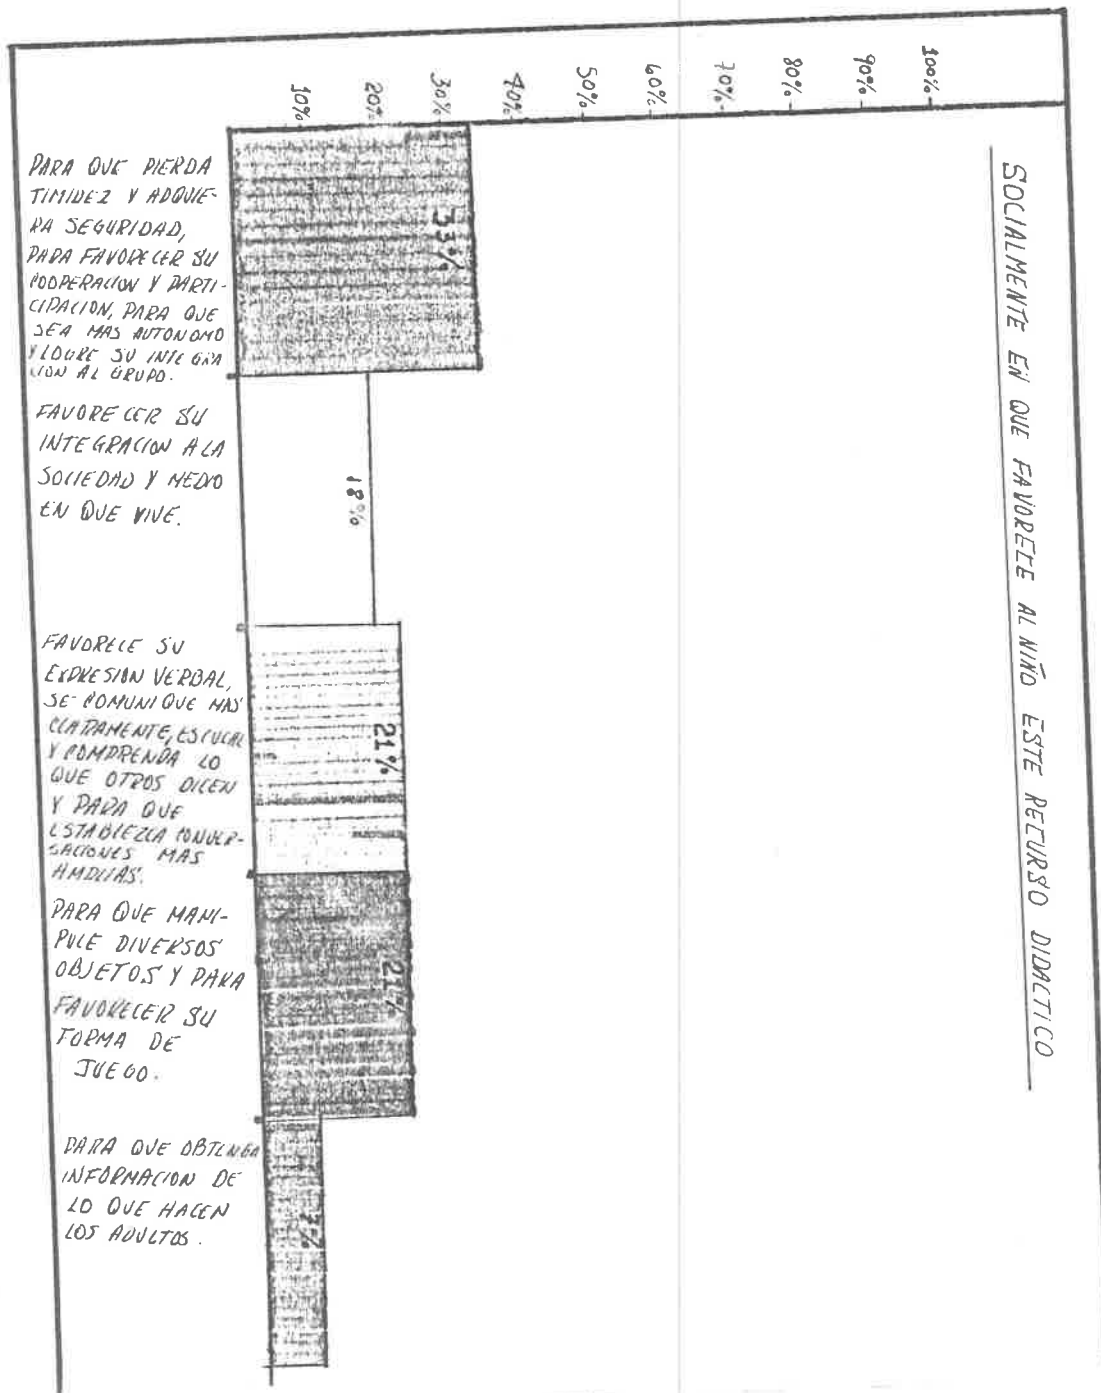 SOCIALMENTE EN QUE FAVORECE AL NIÑO ESTE RECURSO DIDACTICO
100%
90%
80%
70%
60%
50%
40%
30%
20%
10%
33%
18%
21%
21%
7%
PARA QUE PIERDA
TIMIDEZ Y ADQUIE-
RA SEGURIDAD,
PARA FAVORECER SU
COOPERACION Y PARTI-
CIPACION, PARA QUE
SEA MAS AUTONOMO
Y LOGRE SU INTEGRA
CION AL GRUPO.
FAVORECER SU
INTEGRACION A LA
SOCIEDAD Y MEDIO
EN QUE VIVE.
FAVORECE SU
EXPRESION VERBAL,
SE COMUNIQUE MAS
CLARAMENTE, ESCUCHE
Y COMPRENDA LO
QUE OTROS DICEN
Y PARA QUE
ESTABLEZCA CONVER-
SACIONES MAS
AMPLIAS.
PARA QUE MANI-
PULE DIVERSOS
OBJETOS Y PARA
FAVORECER SU
FORMA DE
JUEGO.
PARA QUE OBTENGA
INFORMACION DE
LO QUE HACEN
LOS ADULTOS.